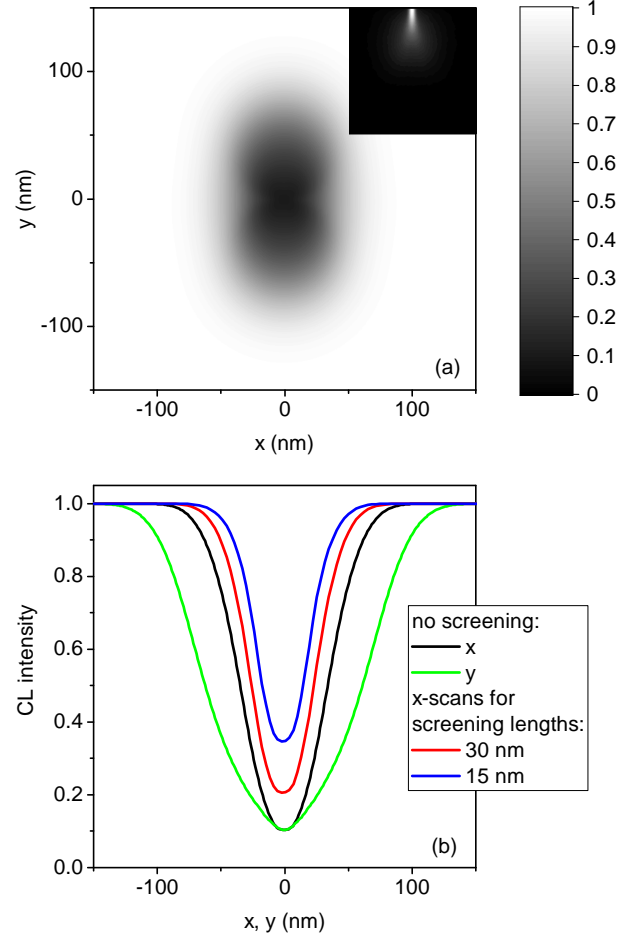 100
0
-100
y (nm)
-100
0
100
x (nm)
(a)
1
0.9
0.8
0.7
0.6
0.5
0.4
0.3
0.2
0.1
0
1.0
0.8
0.6
0.4
0.2
0.0
CL intensity
-100
0
100
x, y (nm)
(b)
no screening:
x
y
x-scans for
screening lengths:
30 nm
15 nm